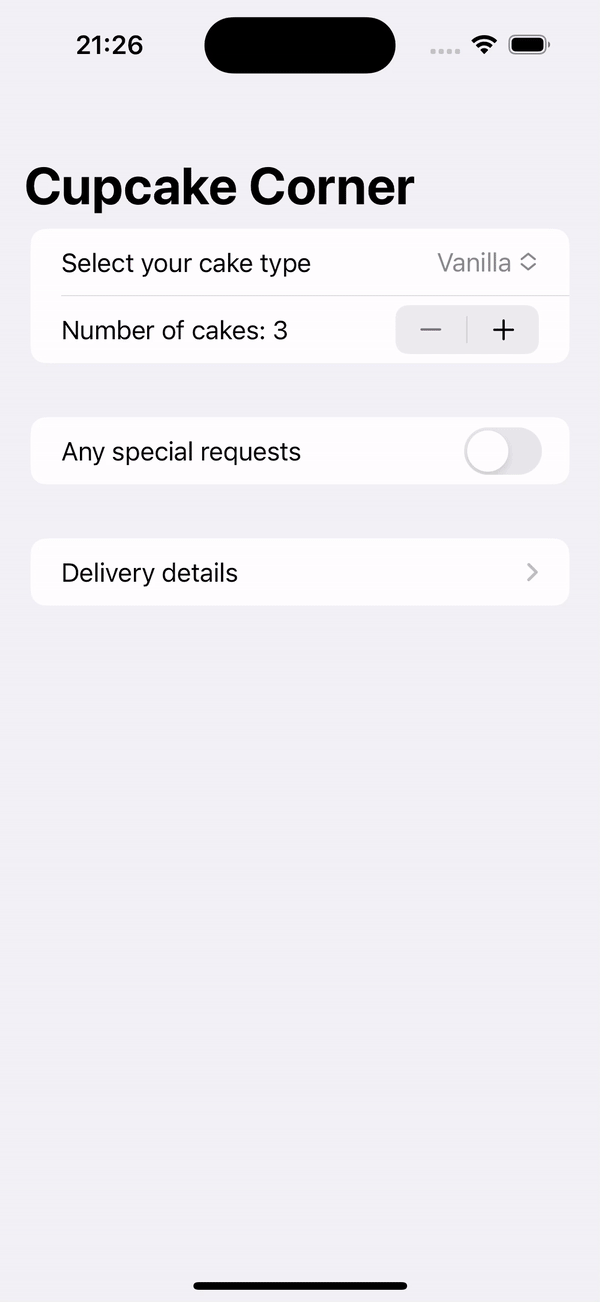 21:26
Cupcake Corner
Select your cake type Vanilla
Number of cakes: 3
Any special requests
Delivery details